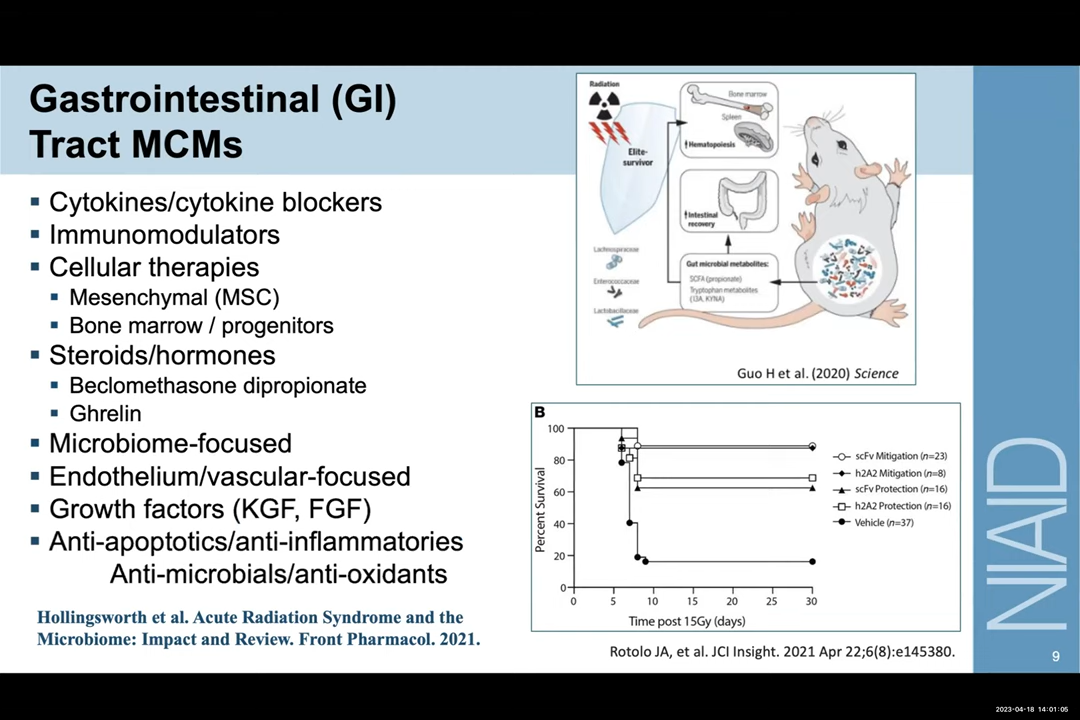 Gastrointestinal (GI)
Tract MCMs
▪ Cytokines/cytokine blockers
▪ Immunomodulators
▪ Cellular therapies
▪ Mesenchymal (MSC)
▪ Bone marrow / progenitors
▪ Steroids/hormones
▪ Beclomethasone dipropionate
▪ Ghrelin
▪ Microbiome-focused
▪ Endothelium/vascular-focused
▪ Growth factors (KGF, FGF)
▪ Anti-apoptotics/anti-inflammatories
Anti-microbials/anti-oxidants
Hollingsworth et al. Acute Radiation Syndrome and the
Microbiome: Impact and Review. Front Pharmacol. 2021.
Radiation
Elite-
survivor
Bone marrow
Spleen
Hematopoiesis
Intestinal
recovery
Lachnospiraceae
Enterococcaceae
Lactobacillaceae
Gut microbial metabolites:
SCFA (propionate)
Tryptophan metabolites
(I3A, KYNA)
Guo H et al. (2020) Science
B
Percent Survival
100
80
60
40
20
0
0 5 10 15 20 25 30
Time post 15Gy (days)
scFv Mitigation (n=23)
h2A2 Mitigation (n=8)
scFv Protection (n=16)
h2A2 Protection (n=16)
Vehicle (n=37)
Rotolo JA, et al. JCI Insight. 2021 Apr 22;6(8):e145380.
NIAID
9
2023-04-18 14:01:05